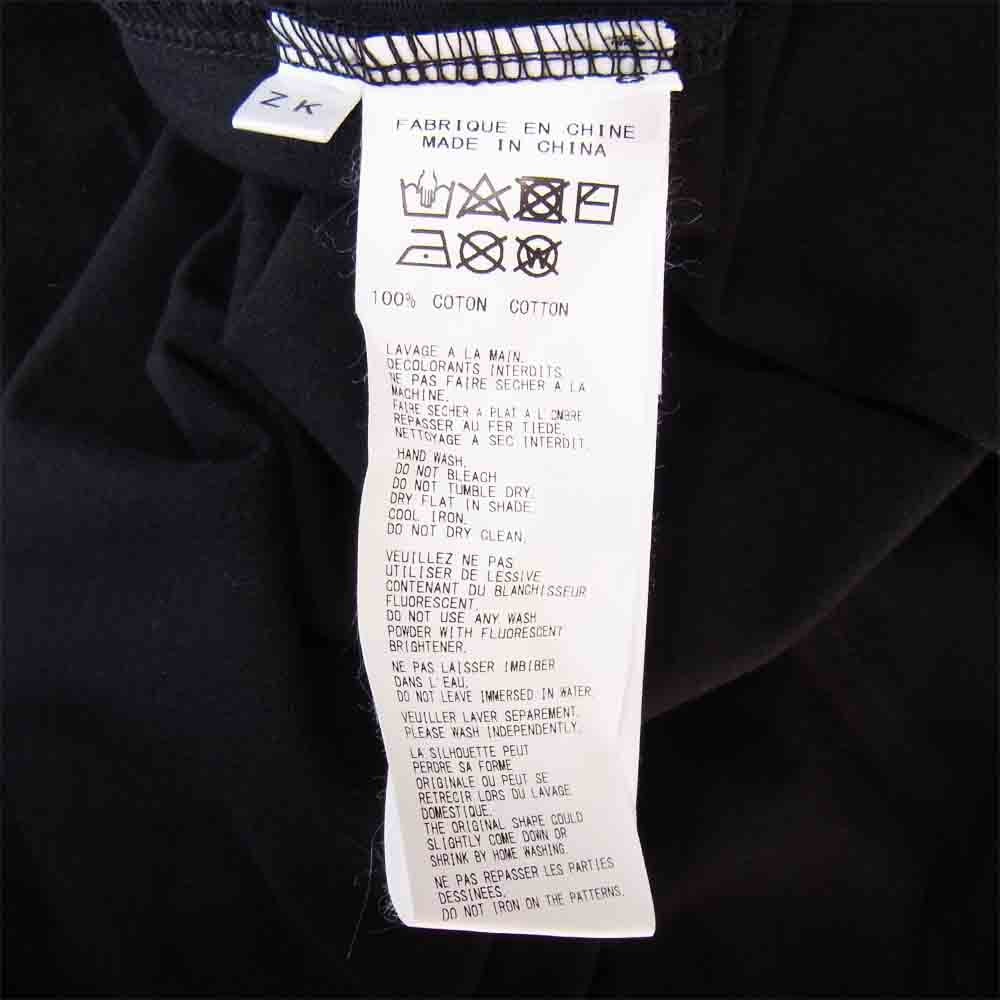 ZK
FABRIQUE EN CHINE
MADE IN CHINA
W
100% COTON COTTON
LAVAGE A LA MAIN.
DECOLORANTS INTERDITS.
NE PAS FAIRE SECHER A LA
MACHINE.
FAIRE SECHER A PLAT A L'OMBRE
REPASSER AU FER TIEDE.
NETTOYAGE A SEC INTERDIT.
HAND WASH.
DO NOT BLEACH
DO NOT TUMBLE DRY.
DRY FLAT IN SHADE.
COOL IRON.
DO NOT DRY CLEAN.
VEUILLEZ NE PAS
UTILISER DE LESSIVE
CONTENANT DU BLANCHISSEUR
FLUORESCENT.
DO NOT USE ANY WASH
POWDER WITH FLUORESCENT
BRIGHTENER.
NE PAS LAISSER IMBIBER
DANS L'EAU.
DO NOT LEAVE IMMERSED IN WATER.
VEUILLER LAVER SEPAREMENT.
PLEASE WASH INDEPENDENTLY.
LA SILHOUETTE PEUT
PERDRE SA FORME
ORIGINALE OU PEUT SE
RETRECIR LORS DU LAVAGE
DOMESTIQUE.
THE ORIGINAL SHAPE COULD
SLIGHTLY COME DOWN OR
SHRINK BY HOME WASHING.
NE PAS REPASSER LES PARTIES
DESSINEES.
DO NOT IRON ON THE PATTERNS.